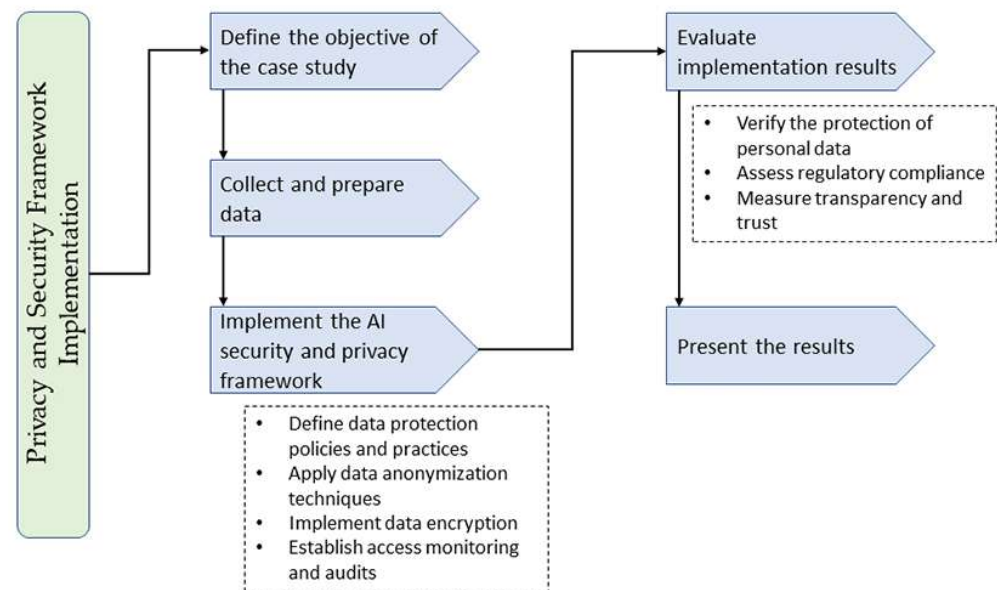 Privacy and Security Framework
Implementation
Define the objective of
the case study
Collect and prepare
data
Implement the AI
security and privacy
framework
• Define data protection
policies and practices
• Apply data anonymization
techniques
• Implement data encryption
• Establish access monitoring
and audits
Evaluate
implementation results
• Verify the protection of
personal data
• Assess regulatory compliance
• Measure transparency and
trust
Present the results